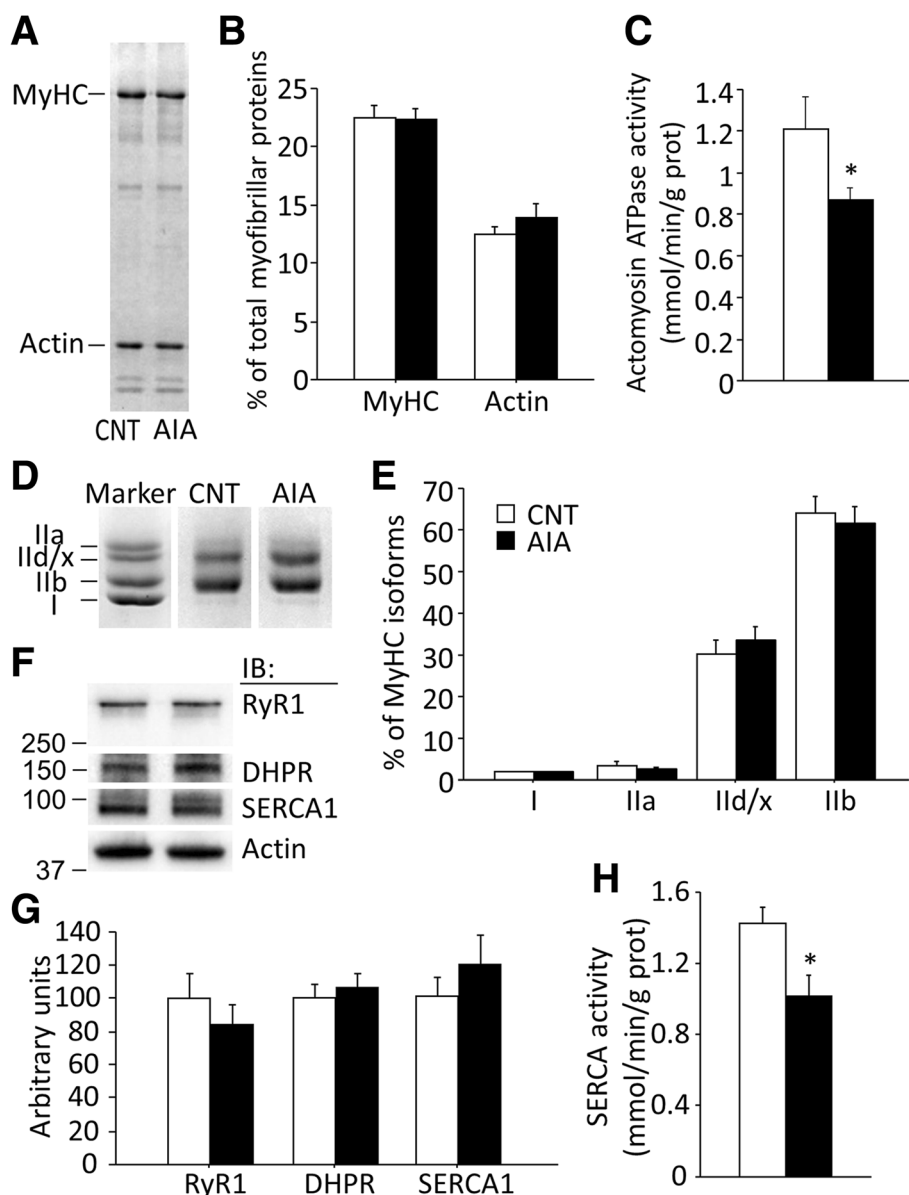 A
MyHC
Actin
CNT AIA
B
% of total myofibrillar proteins
25
20
15
10
5
0
MyHC Actin
C
Actomyosin ATPase activity
(mmol/min/g prot)
1.4
1.2
1
0.8
0.6
0.4
0.2
0
*
D
Marker CNT AIA
IIa
IId/x
IIb
I
E
% of MyHC isoforms
70
60
50
40
30
20
10
0
CNT
AIA
I IIa IId/x IIb
F
IB:
RyR1
250
150
DHPR
100
SERCA1
Actin
37
G
Arbitrary units
140
120
100
80
60
40
20
0
RyR1 DHPR SERCA1
H
SERCA activity
(mmol/min/g prot)
1.6
1.2
0.8
0.4
0
*